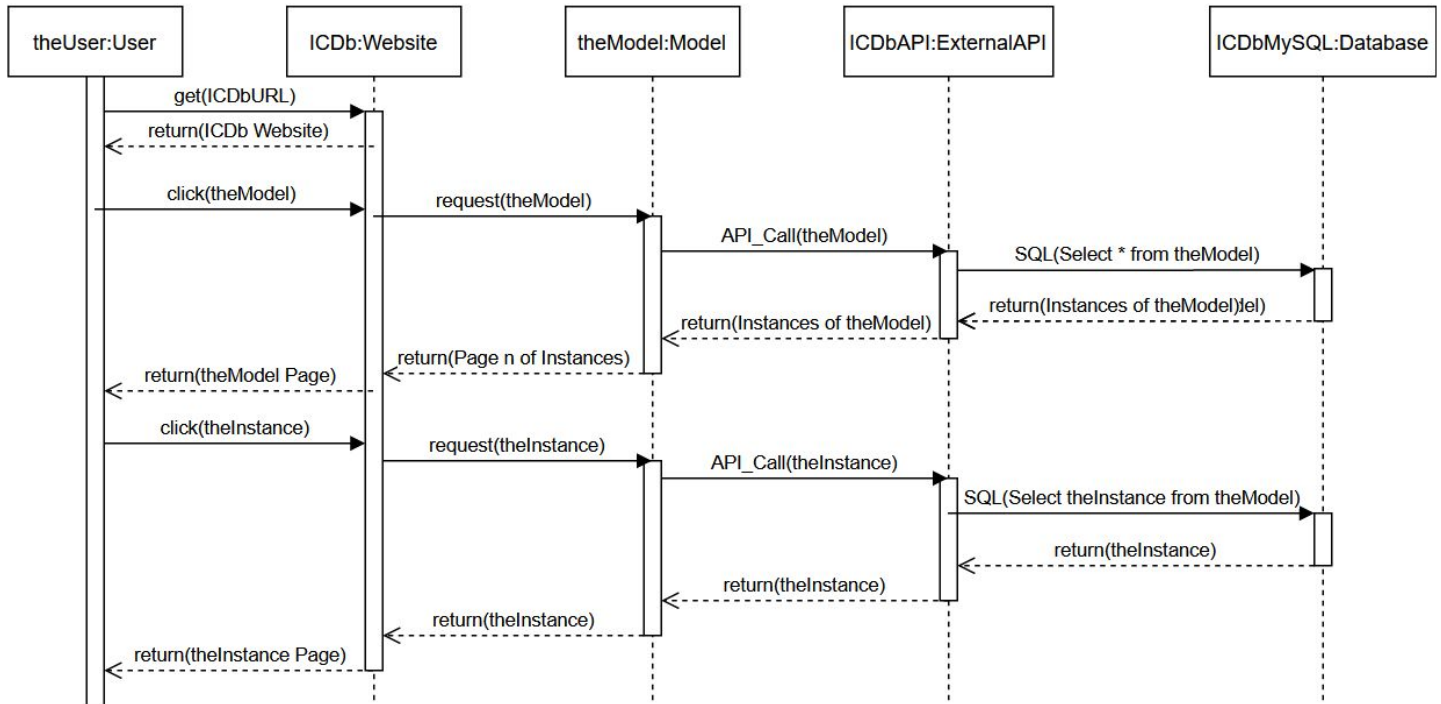 theUser:User
ICDb:Website
theModel:Model
ICDbAPI:ExternalAPI
ICDbMySQL:Database
get(ICDbURL)
return(ICDb Website)
click(theModel)
request(theModel)
API_Call(theModel)
SQL(Select * from theModel)
return(Instances of theModel)
return(Instances of theModel)
return(Page n of Instances)
return(theModel Page)
click(theInstance)
request(theInstance)
API_Call(theInstance)
SQL(Select theInstance from theModel)
return(theInstance)
return(theInstance)
return(theInstance)
return(theInstance Page)